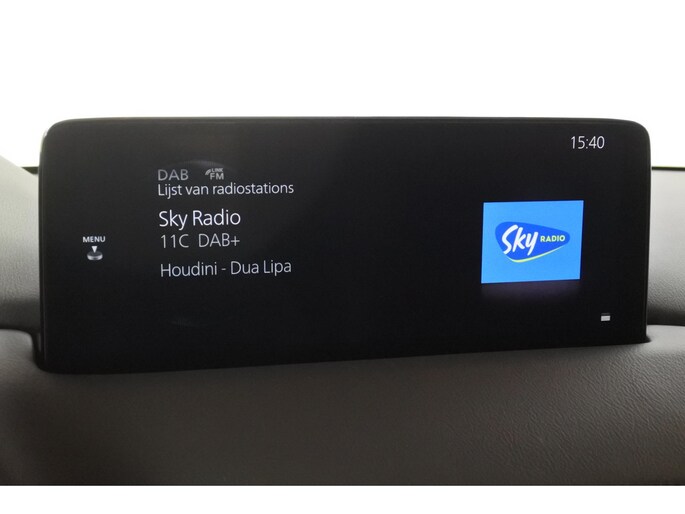 15:40
DAB LINK FM
Lijst van radiostations
Sky Radio
11C DAB+
MENU
Houdini - Dua Lipa
Sky RADIO